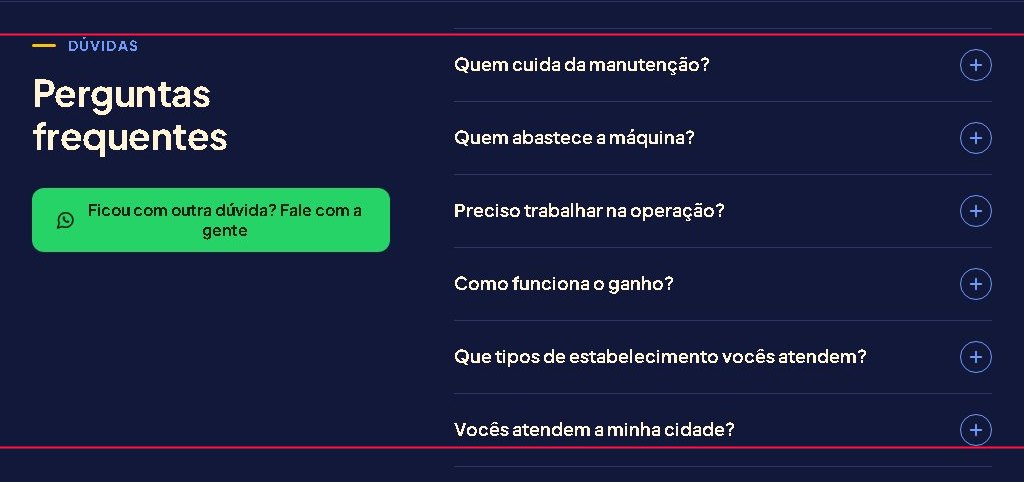 DÚVIDAS
Perguntas
frequentes
Ficou com outra dúvida? Fale com a
gente
Quem cuida da manutenção?
Quem abastece a máquina?
Preciso trabalhar na operação?
Como funciona o ganho?
Que tipos de estabelecimento vocês atendem?
Vocês atendem a minha cidade?